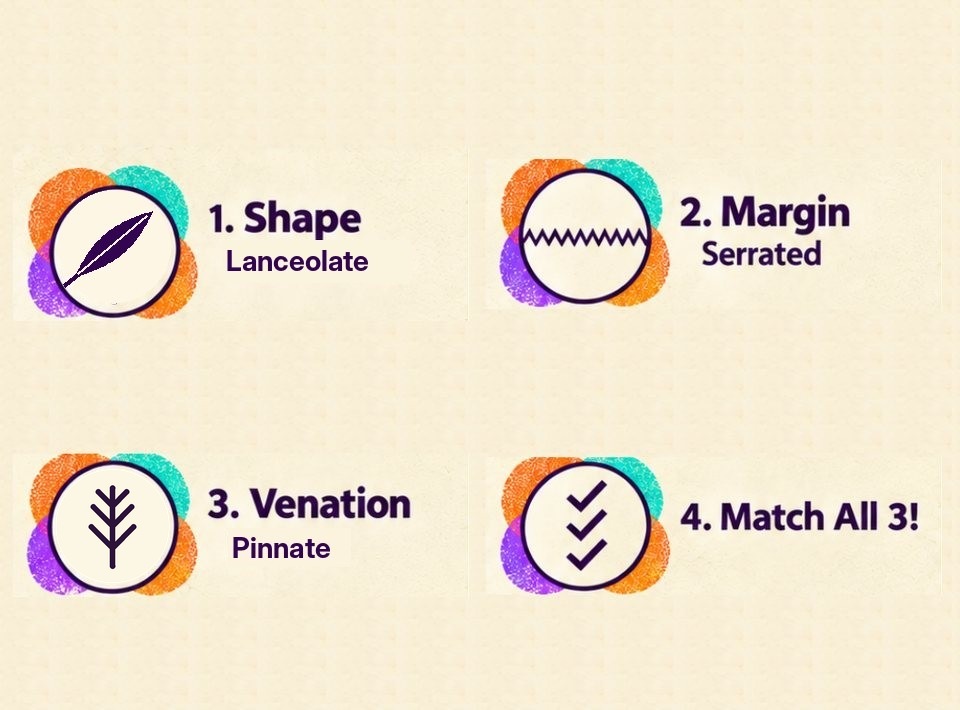 1. Shape
Lanceolate
2. Margin
Serrated
3. Venation
Pinnate
4. Match All 3!